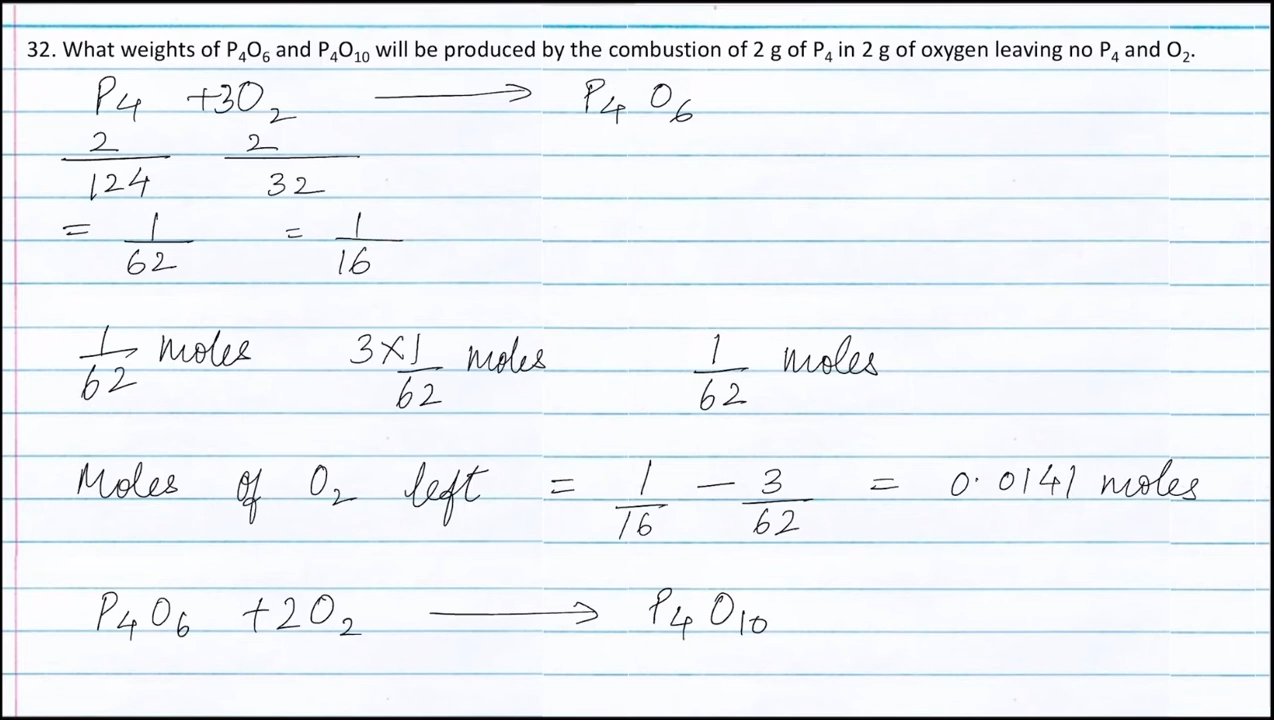 32. What weights of P₄O₆ and P₄O₁₀ will be produced by the combustion of 2 g of P₄ in 2 g of oxygen leaving no P₄ and O₂.
P₄ +3O₂ ⟶ P₄O₆
2/124 2/32
= 1/62 = 1/16
1/62 moles 3×1/62 moles 1/62 moles
Moles of O₂ left = 1/16 − 3/62 = 0.0141 moles
P₄O₆ +2O₂ ⟶ P₄O₁₀